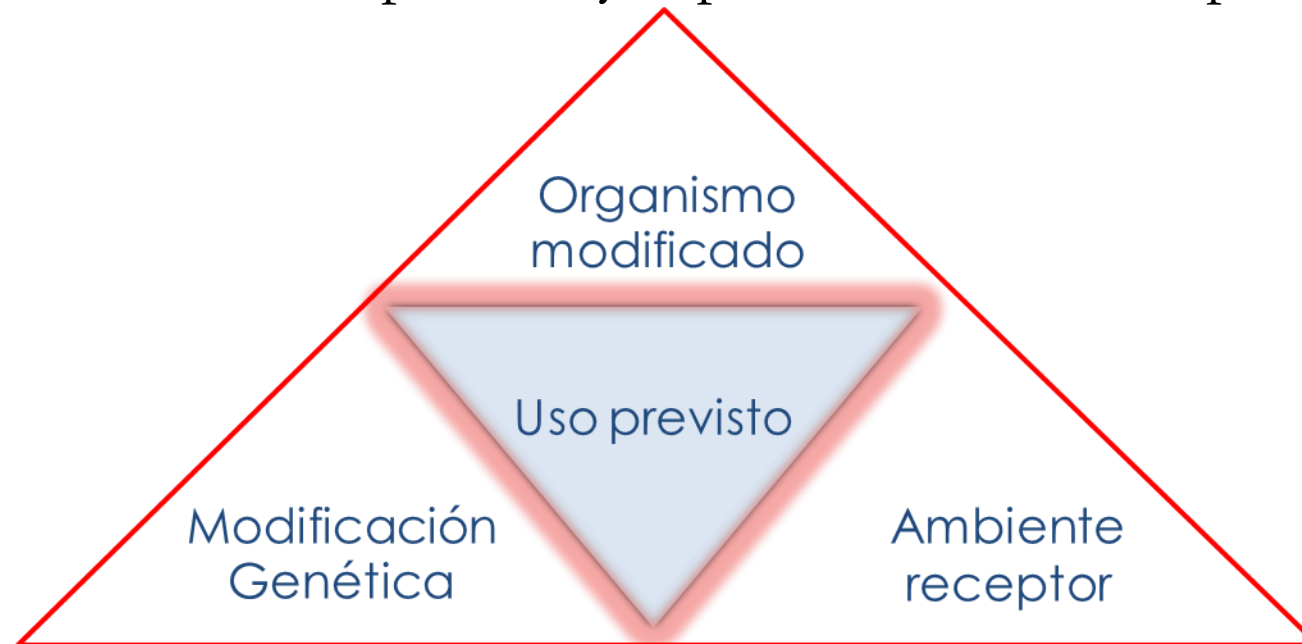 Organismo
modificado
Uso previsto
Modificación
Genética
Ambiente
receptor